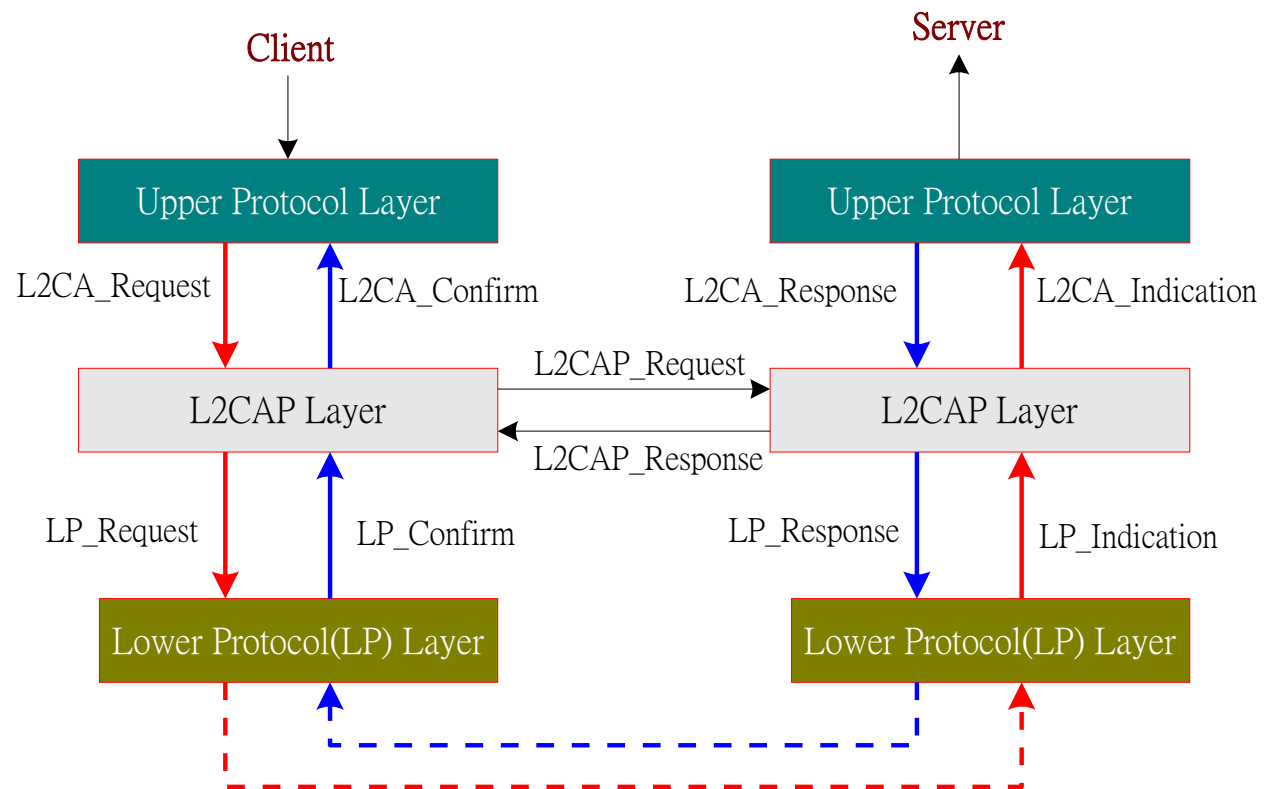 Client
Server
Upper Protocol Layer
Upper Protocol Layer
L2CA_Request
L2CA_Confirm
L2CA_Response
L2CA_Indication
L2CAP_Request
L2CAP Layer
L2CAP Layer
L2CAP_Response
LP_Request
LP_Confirm
LP_Response
LP_Indication
Lower Protocol(LP) Layer
Lower Protocol(LP) Layer